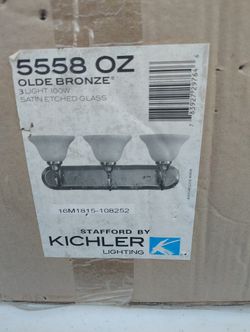 5558 OZ
OLDE BRONZE®
3 LIGHT 100W
SATIN ETCHED GLASS
16M1815-108252
STAFFORD BY
KICHLER
LIGHTING